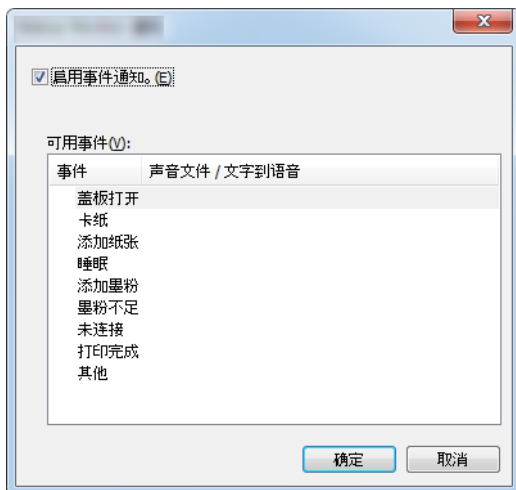 启用事件通知。(E)
可用事件(V):
事件 声音文件 / 文字到语音
盖板打开
卡纸
添加纸张
睡眠
添加墨粉
墨粉不足
未连接
打印完成
其他
确定 取消